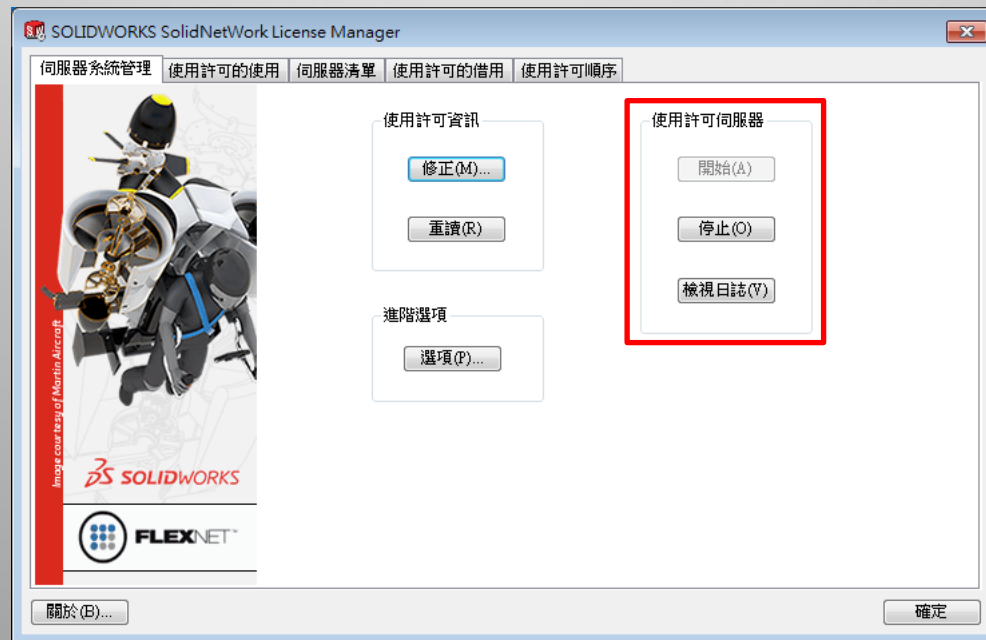 SOLIDWORKS SolidNetWork License Manager
伺服器系統管理 使用許可的使用 伺服器清單 使用許可的借用 使用許可順序
使用許可資訊
修正(M)...
重讀(R)
進階選項
選項(P)...
使用許可伺服器
開始(A)
停止(O)
檢視日誌(V)
Image courtesy of Martin Aircraft
SOLIDWORKS
FLEXNET™
關於(B)...
確定